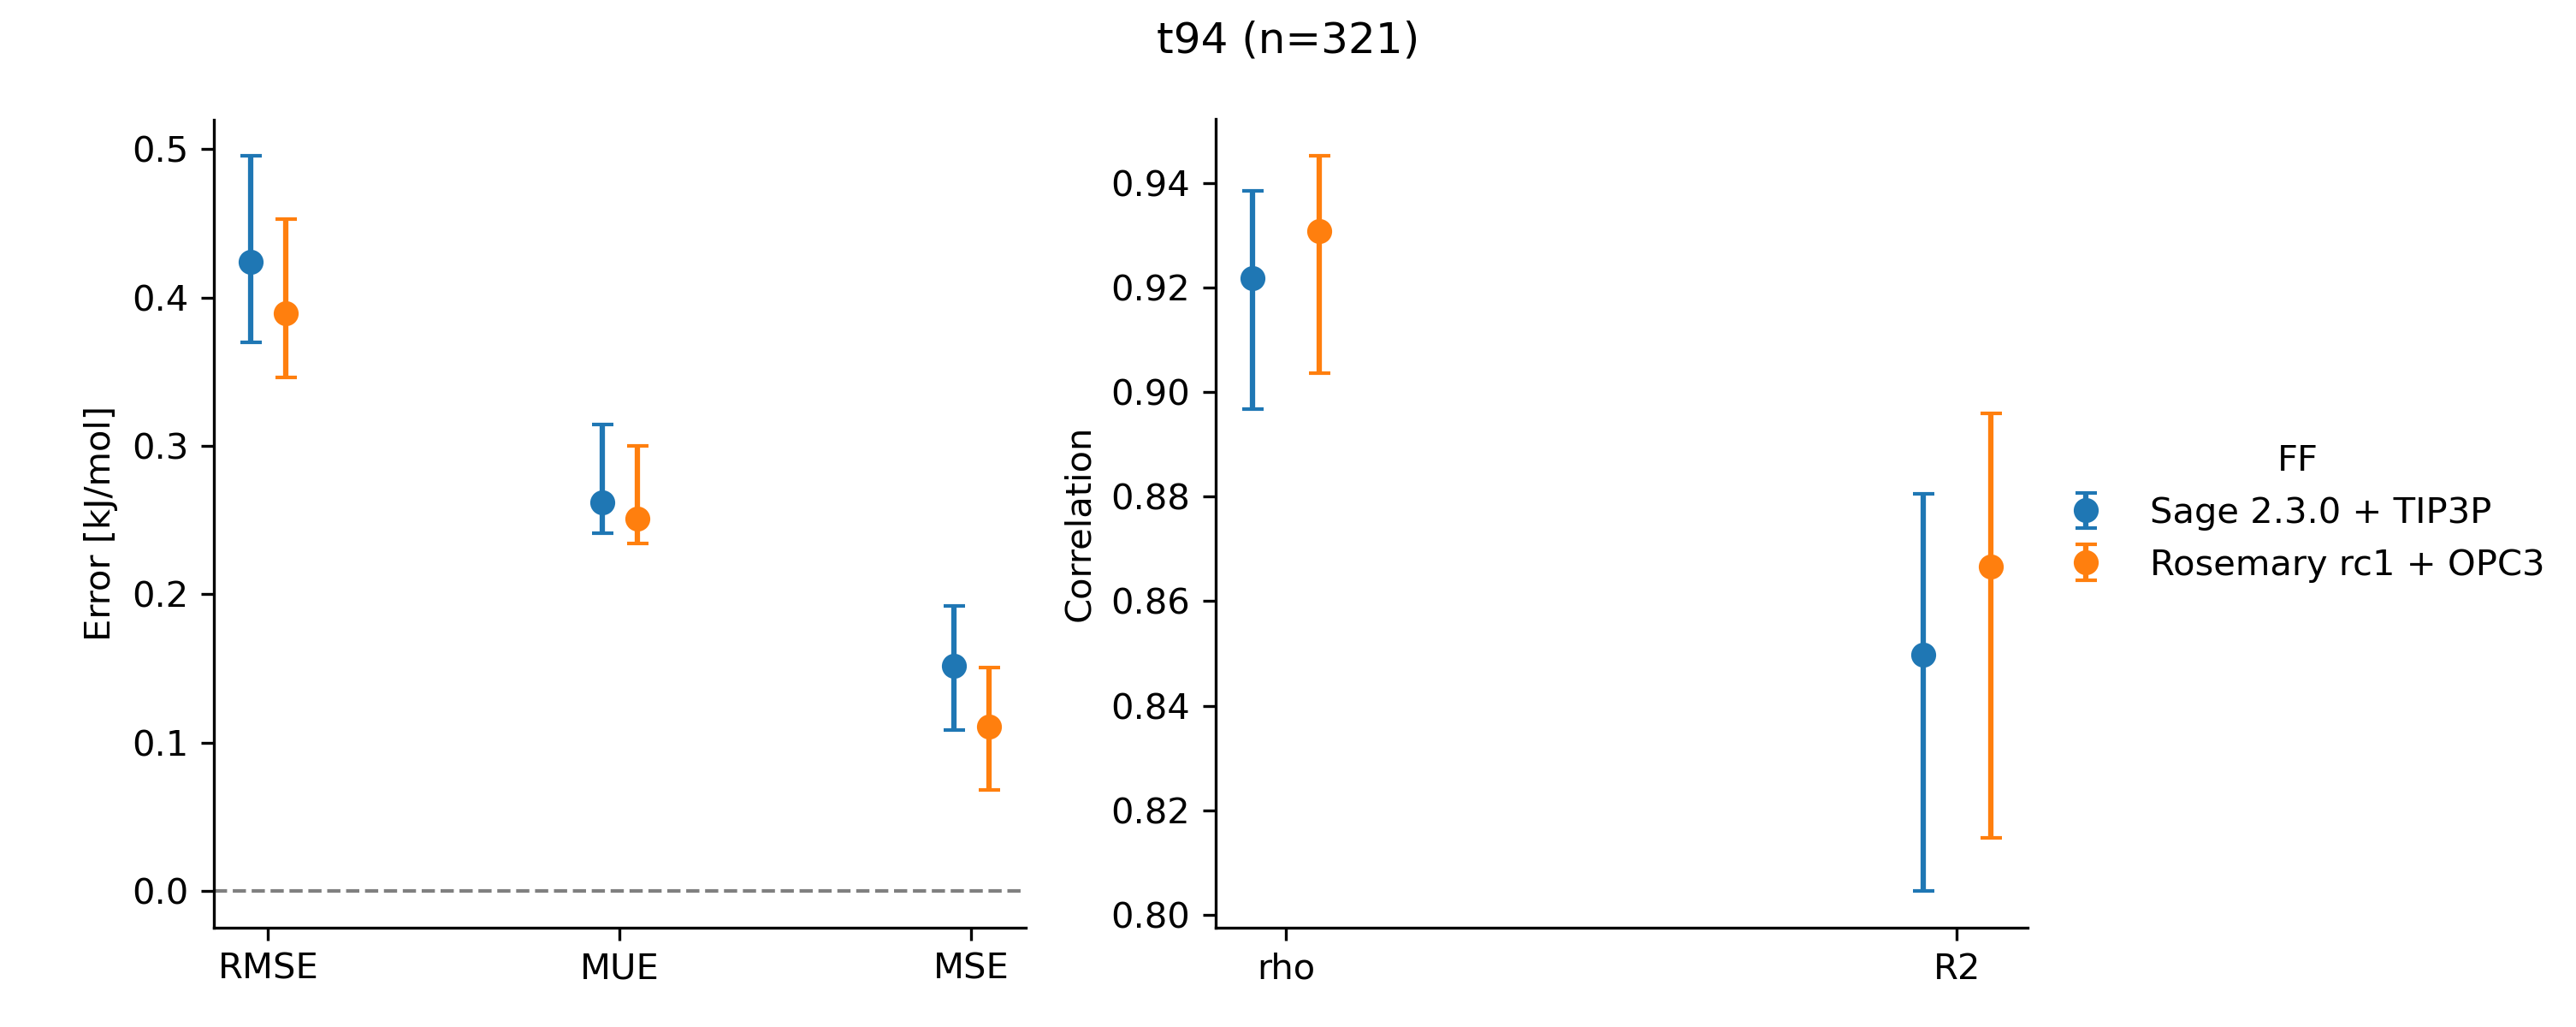 t94 (n=321)
Error [kJ/mol]
0.5
0.4
0.3
0.2
0.1
0.0
RMSE
MUE
MSE
Correlation
0.94
0.92
0.90
0.88
0.86
0.84
0.82
0.80
rho
R2
FF
Sage 2.3.0 + TIP3P
Rosemary rc1 + OPC3